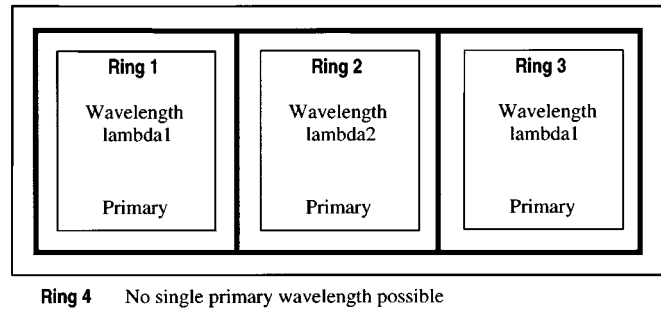 Ring 1
Wavelength
lambda1
Primary
Ring 2
Wavelength
lambda2
Primary
Ring 3
Wavelength
lambda1
Primary
Ring 4 No single primary wavelength possible